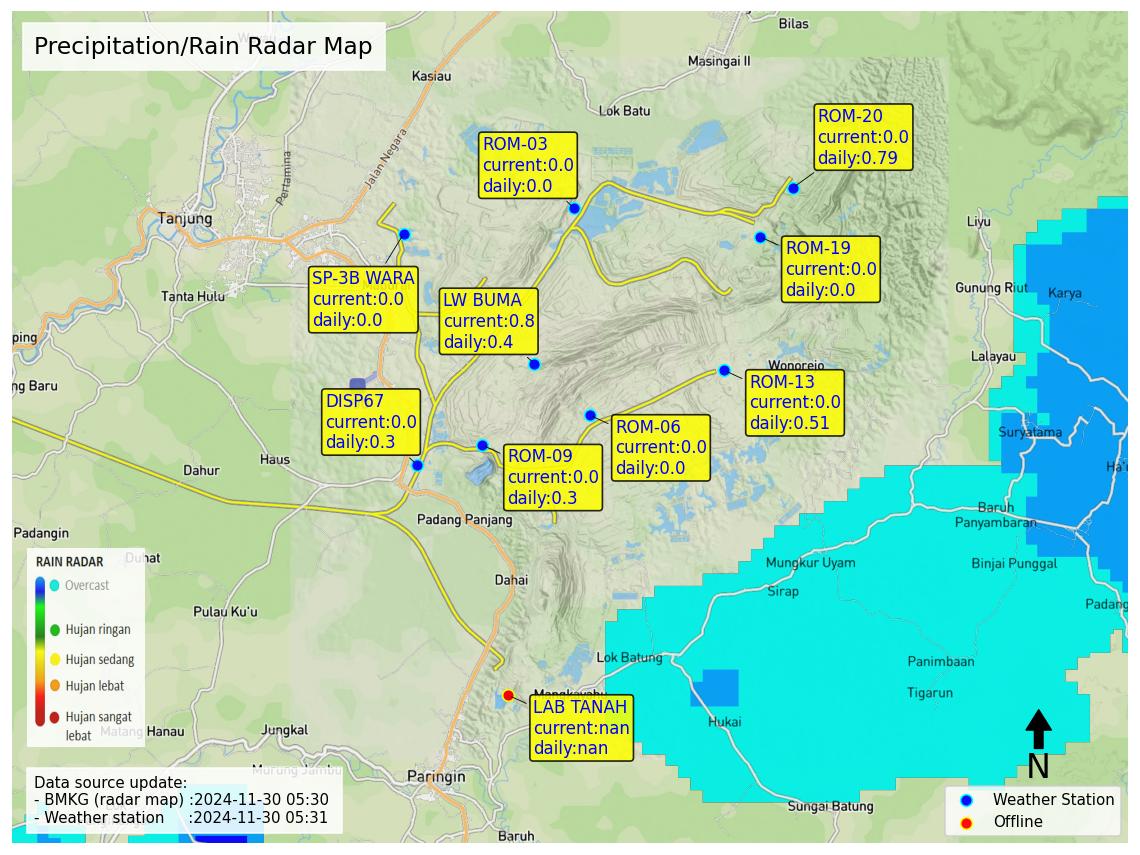 Precipitation/Rain Radar Map
Bilas
Masingai II
Kasiau
Lok Batu
Jalan Negara
Pertamina
Tanjung
Tanta Hulu
ping
ng Baru
ROM-03
current:0.0
daily:0.0
ROM-20
current:0.0
daily:0.79
ROM-19
current:0.0
daily:0.0
SP-3B WARA
current:0.0
daily:0.0
LW BUMA
current:0.8
daily:0.4
Liyu
Gunung Riut
Karya
Lalayau
Wonorejo
ROM-13
current:0.0
daily:0.51
DISP67
current:0.0
daily:0.3
ROM-06
current:0.0
daily:0.0
ROM-09
current:0.0
daily:0.3
Suryatama
Haus
Dahur
Padang Panjang
Baruh
Panyambaran
Padangin
Duhat
Mungkur Uyam
Binjai Punggal
Dahai
Sirap
Padang
Pulau Ku'u
Lok Batung
Panimbaan
Tigarun
Hukai
RAIN RADAR
Overcast
Hujan ringan
Hujan sedang
Hujan lebat
Hujan sangat
lebat
Matang Hanau
Jungkal
Murung Jambu
Mangkayahu
LAB TANAH
current:nan
daily:nan
Paringin
Sungai Batung
Baruh
N
Data source update:
- BMKG (radar map) :2024-11-30 05:30
- Weather station :2024-11-30 05:31
Weather Station
Offline